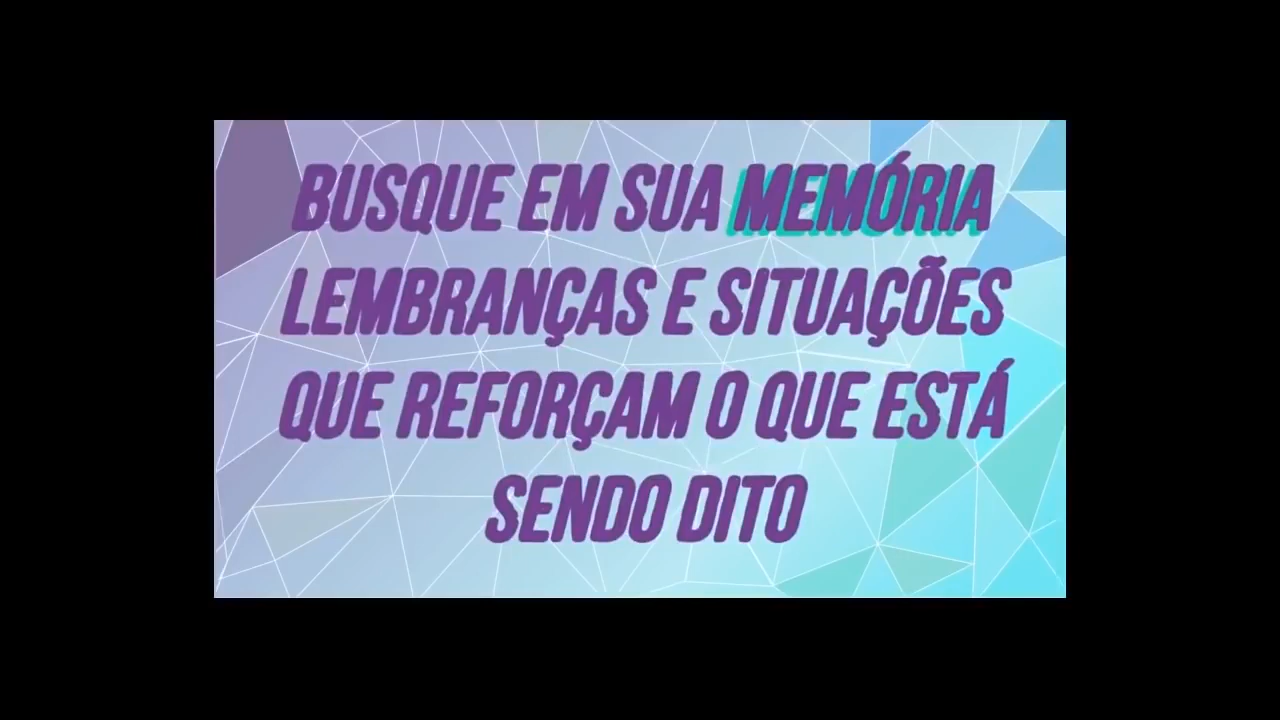 BUSQUE EM SUA MEMÓRIA
LEMBRANÇAS E SITUAÇÕES
QUE REFORÇAM O QUE ESTÁ
SENDO DITO